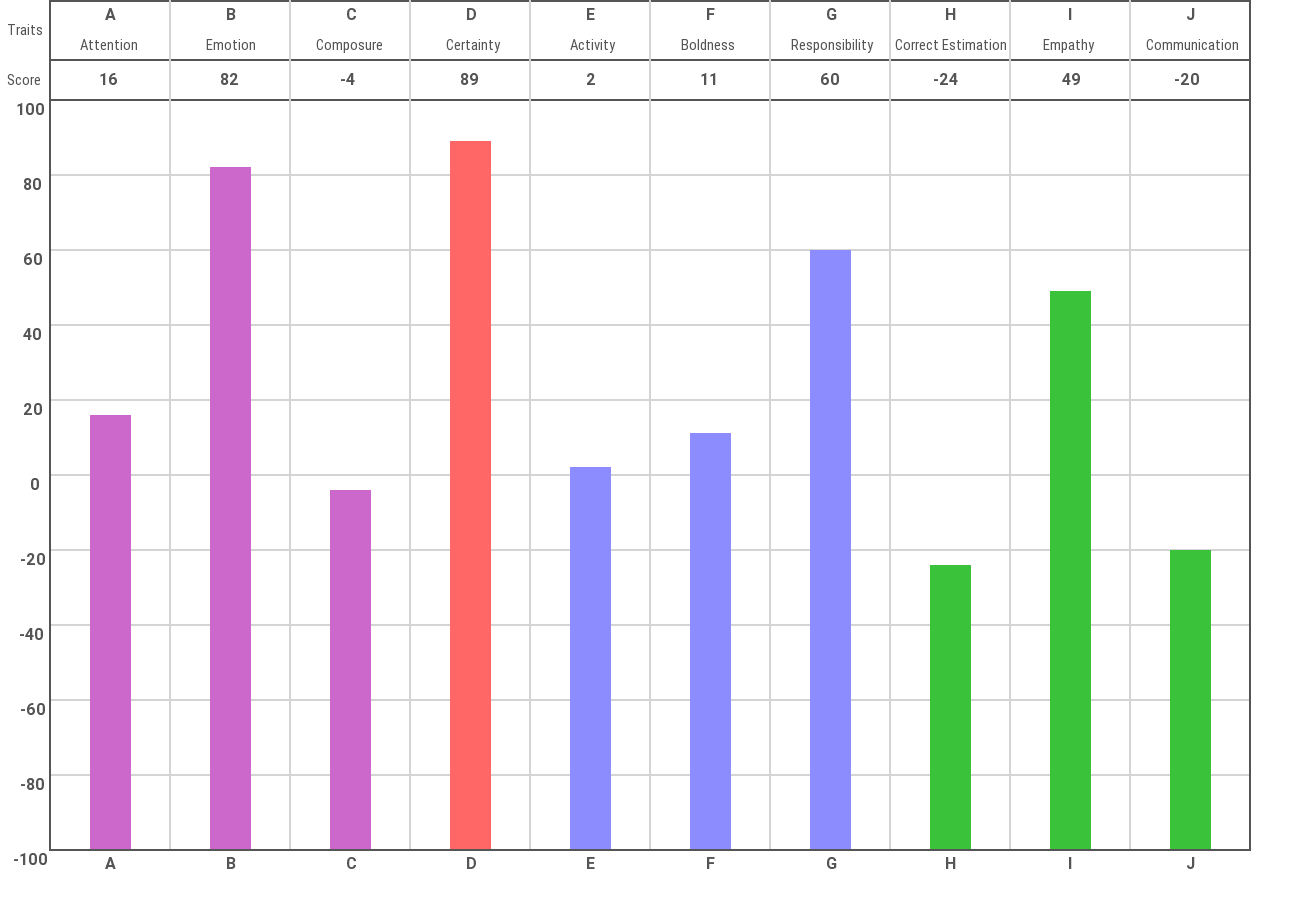 Traits A B C D E F G H I J
Attention Emotion Composure Certainty Activity Boldness Responsibility Correct Estimation Empathy Communication
Score 16 82 -4 89 2 11 60 -24 49 -20
100
80
60
40
20
0
-20
-40
-60
-80
-100
A B C D E F G H I J